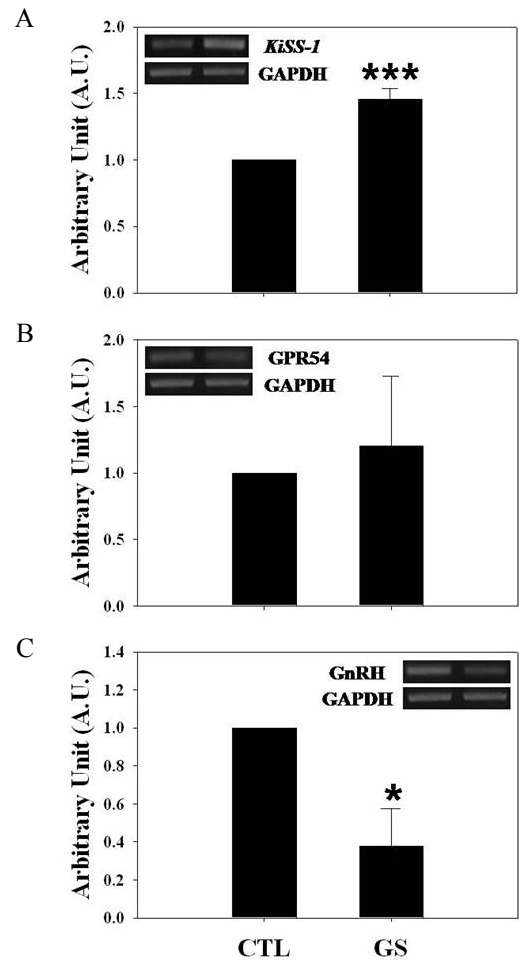 A
Arbitrary Unit (A.U.)
2.0
1.5
1.0
0.5
0.0
KiSS-1
GAPDH
***
B
Arbitrary Unit (A.U.)
2.0
1.5
1.0
0.5
0.0
GPR54
GAPDH
C
Arbitrary Unit (A.U.)
1.4
1.2
1.0
0.8
0.6
0.4
0.2
0.0
GnRH
GAPDH
*
CTL GS